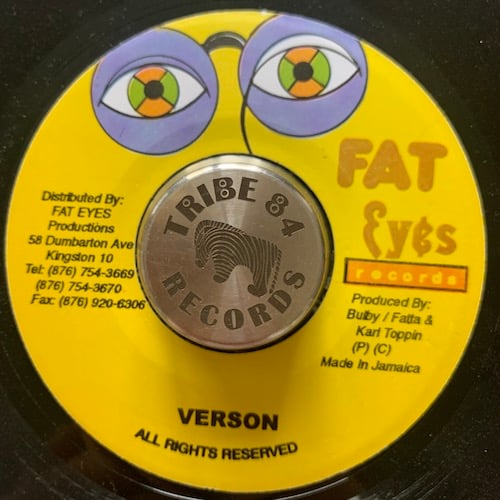 FAT
Eyes
records
Distributed By:
FAT EYES
Productions
58 Dumbarton Ave
Kingston 10
Tel: (876) 754-3669
(876) 754-3670
Fax: (876) 920-6306
TRIBE 84
RECORDS
Produced By:
Bulby / Fatta &
Karl Toppin
(P) (C)
Made In Jamaica
VERSON
ALL RIGHTS RESERVED